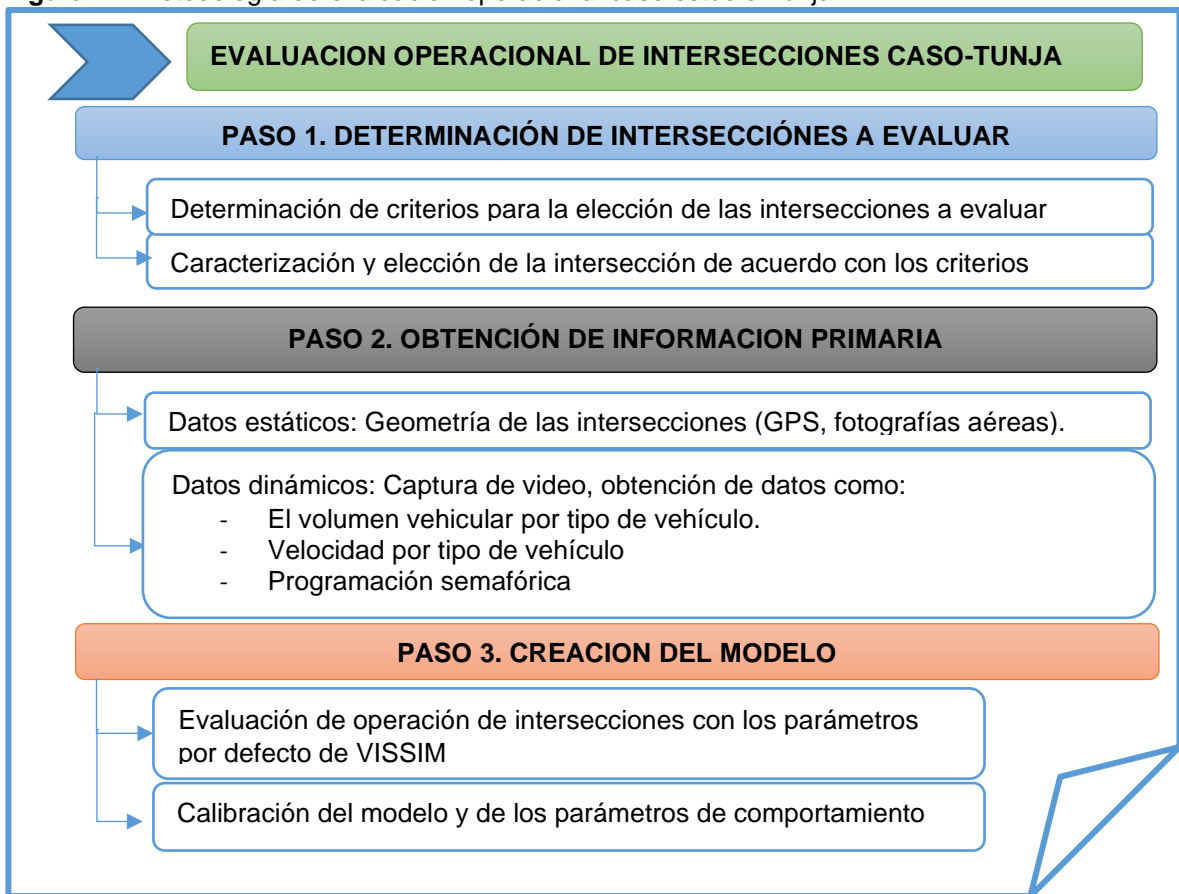 EVALUACION OPERACIONAL DE INTERSECCIONES CASO-TUNJA
PASO 1. DETERMINACIÓN DE INTERSECCIÓNES A EVALUAR
Determinación de criterios para la elección de las intersecciones a evaluar
Caracterización y elección de la intersección de acuerdo con los criterios
PASO 2. OBTENCIÓN DE INFORMACION PRIMARIA
Datos estáticos: Geometría de las intersecciones (GPS, fotografías aéreas).
Datos dinámicos: Captura de video, obtención de datos como:
- El volumen vehicular por tipo de vehículo.
- Velocidad por tipo de vehículo
- Programación semafórica
PASO 3. CREACION DEL MODELO
Evaluación de operación de intersecciones con los parámetros
por defecto de VISSIM
Calibración del modelo y de los parámetros de comportamiento